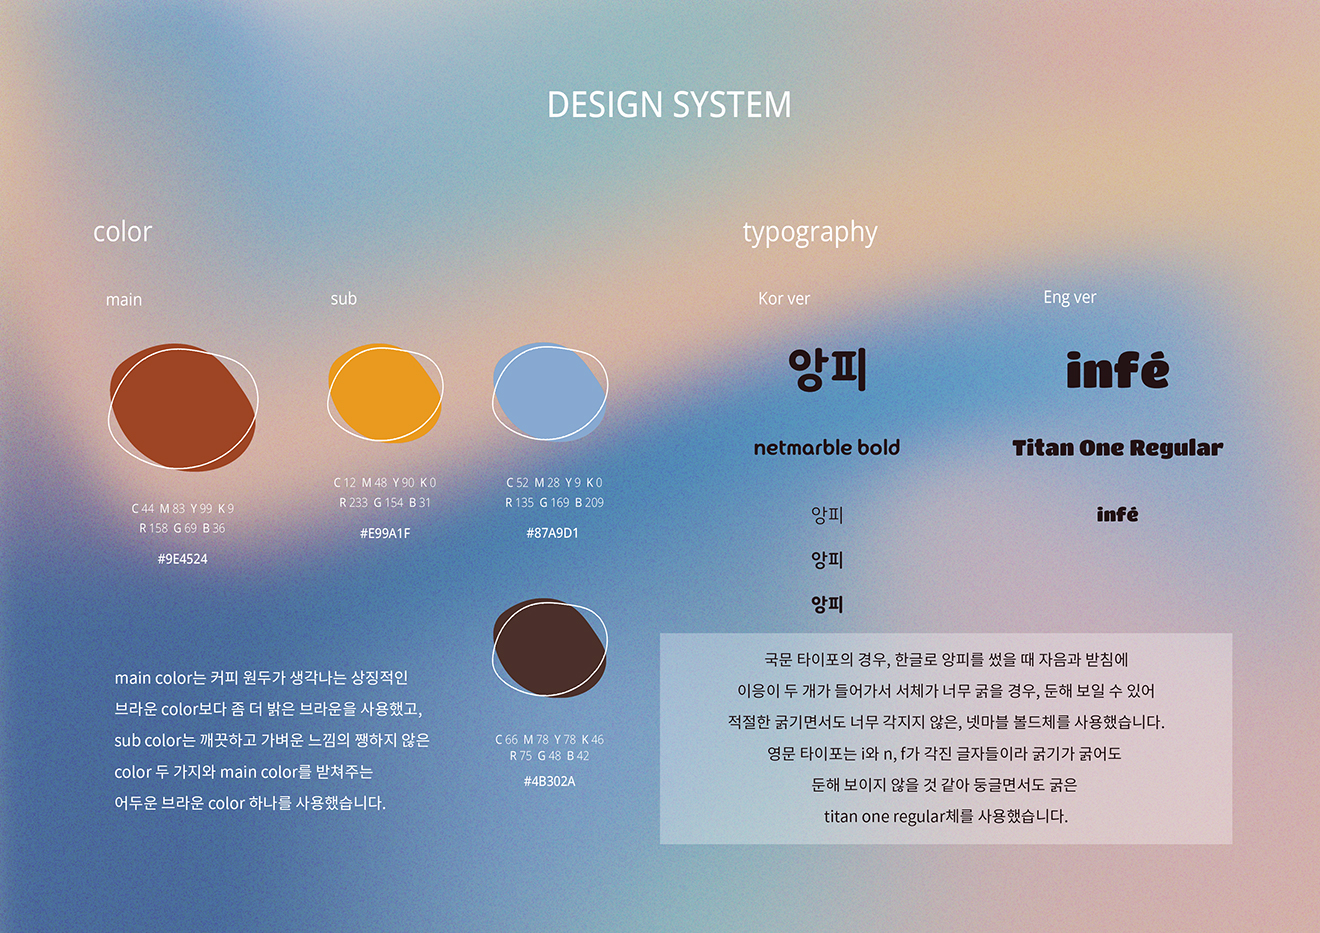 DESIGN SYSTEM
color
main
sub
C 44 M 83 Y 99 K 9
R 158 G 69 B 36
#9E4524
C 12 M 48 Y 90 K 0
R 233 G 154 B 31
#E99A1F
C 52 M 28 Y 9 K 0
R 135 G 169 B 209
#87A9D1
C 66 M 78 Y 78 K 46
R 75 G 48 B 42
#4B302A
main color는 커피 원두가 생각나는 상징적인
브라운 color보다 좀 더 밝은 브라운을 사용했고,
sub color는 깨끗하고 가벼운 느낌의 쨍하지 않은
color 두 가지와 main color를 받쳐주는
어두운 브라운 color 하나를 사용했습니다.
typography
Kor ver
앙피
netmarble bold
앙피
앙피
앙피
Eng ver
infé
Titan One Regular
infé
국문 타이포의 경우, 한글로 앙피를 썼을 때 자음과 받침에
이응이 두 개가 들어가서 서체가 너무 굵을 경우, 둔해 보일 수 있어
적절한 굵기면서도 너무 각지지 않은, 넷마블 볼드체를 사용했습니다.
영문 타이포는 i와 n, f가 각진 글자들이라 굵기가 굵어도
둔해 보이지 않을 것 같아 둥글면서도 굵은
titan one regular체를 사용했습니다.